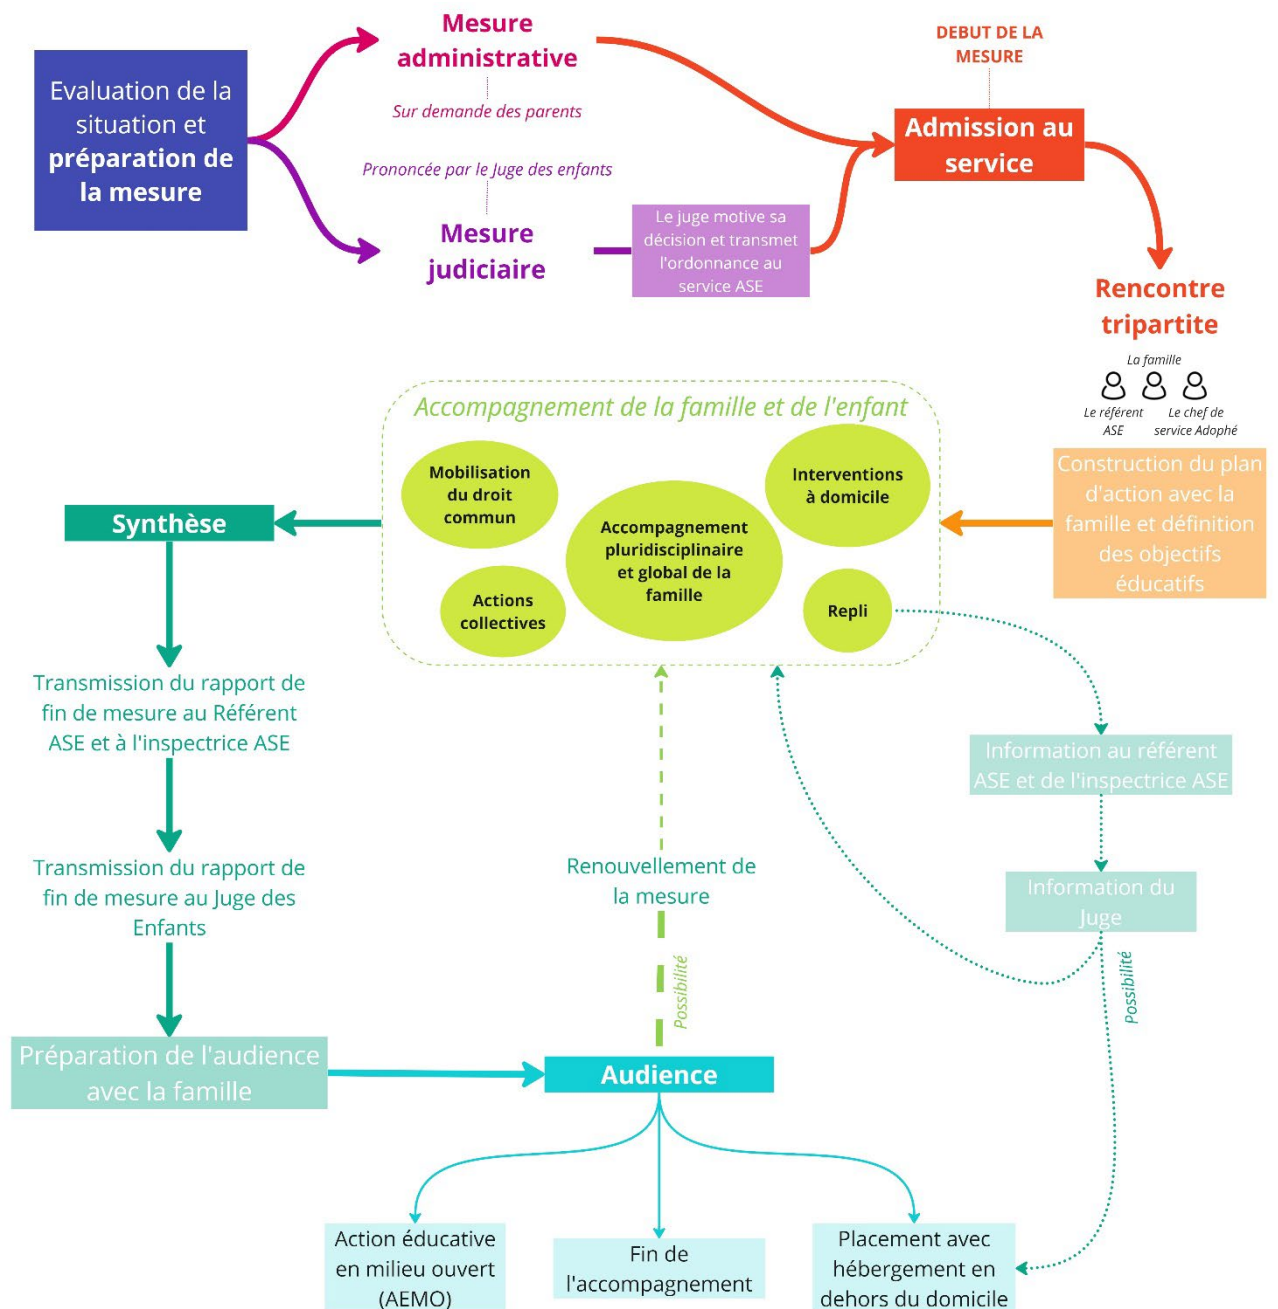 Evaluation de la
situation et
préparation de
la mesure
Mesure
administrative
Sur demande des parents
Prononcée par le Juge des enfants
Mesure
judiciaire
Le juge motive sa
décision et transmet
l'ordonnance au
service ASE
DEBUT DE LA
MESURE
Admission au
service
Rencontre
tripartite
La famille
Le référent
ASE
Le chef de
service Adophé
Construction du plan
d'action avec la
famille et définition
des objectifs
éducatifs
Accompagnement de la famille et de l'enfant
Mobilisation
du droit
commun
Interventions
à domicile
Accompagnement
pluridisciplinaire
et global de la
famille
Actions
collectives
Repli
Synthèse
Transmission du rapport de
fin de mesure au Référent
ASE et à l'inspectrice ASE
Transmission du rapport de
fin de mesure au Juge des
Enfants
Préparation de l'audience
avec la famille
Information au référent
ASE et de l'inspectrice ASE
Information du
Juge
Possibilité
Renouvellement de
la mesure
Possibilité
Audience
Action éducative
en milieu ouvert
(AEMO)
Fin de
l'accompagnement
Placement avec
hébergement en
dehors du domicile